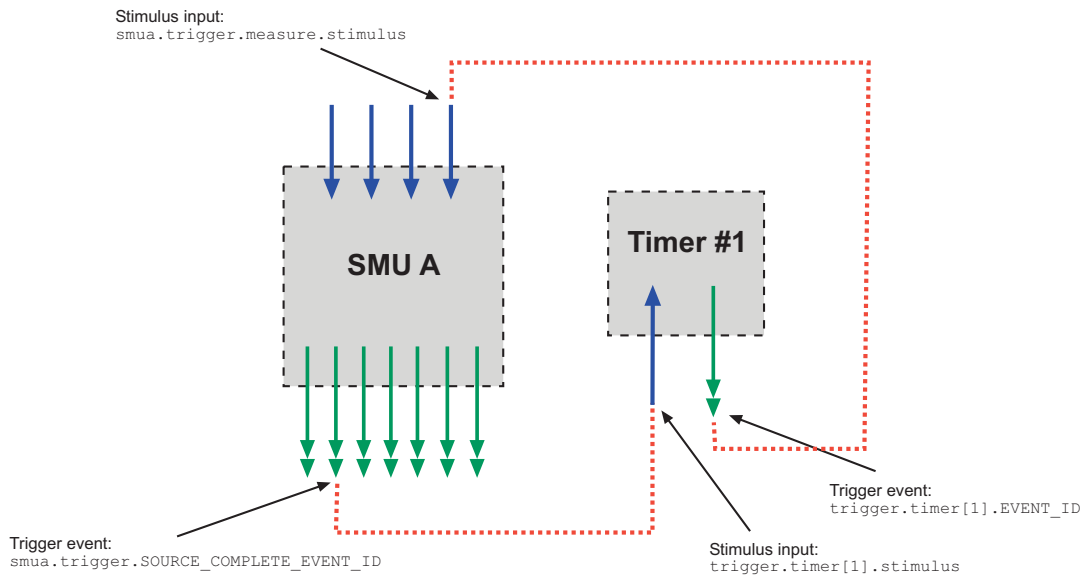 Stimulus input:
smua.trigger.measure.stimulus
SMU A
Timer #1
Trigger event:
trigger.timer[1].EVENT_ID
Trigger event:
smua.trigger.SOURCE_COMPLETE_EVENT_ID
Stimulus input:
trigger.timer[1].stimulus